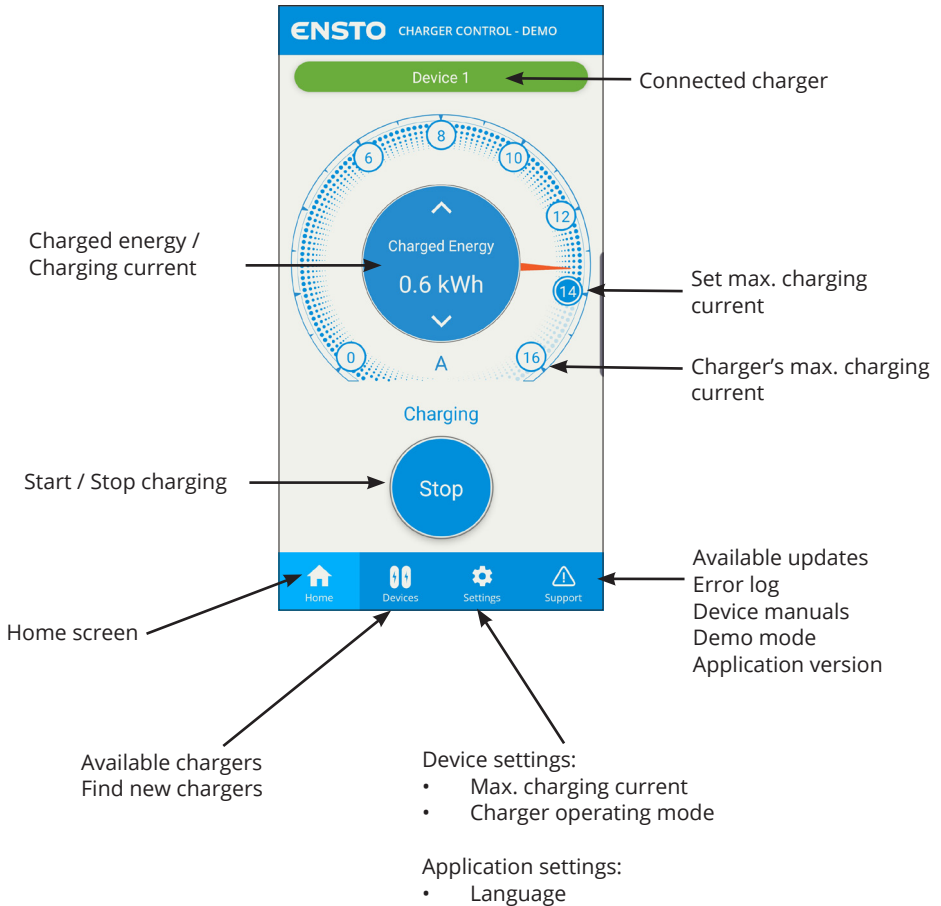 ENSTO CHARGER CONTROL - DEMO
Device 1
Connected charger
8
6
10
12
Charged energy /
Charging current
Charged Energy
0.6 kWh
14
Set max. charging
current
0
A
16
Charger's max. charging
current
Charging
Start / Stop charging
Stop
Home
Devices
Settings
Support
Available updates
Error log
Device manuals
Demo mode
Application version
Home screen
Available chargers
Find new chargers
Device settings:
• Max. charging current
• Charger operating mode
Application settings:
• Language